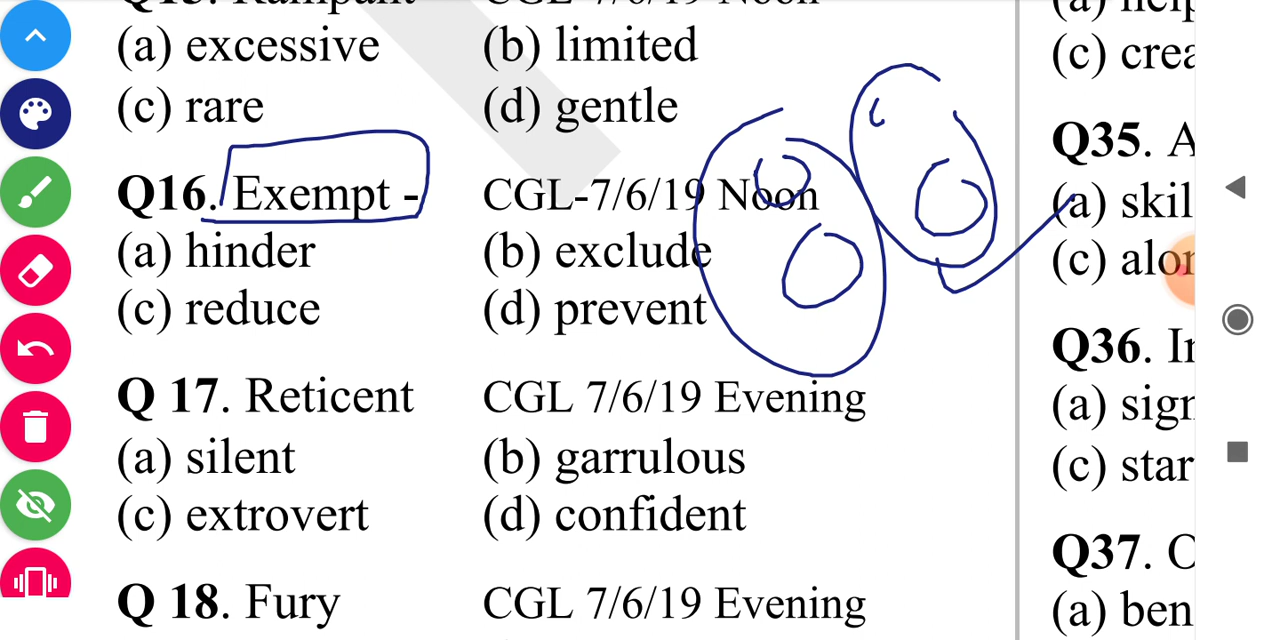 (a) excessive (b) limited
(c) rare (d) gentle
Q16. Exempt - CGL-7/6/19 Noon
(a) hinder (b) exclude
(c) reduce (d) prevent
Q 17. Reticent CGL 7/6/19 Evening
(a) silent (b) garrulous
(c) extrovert (d) confident
Q 18. Fury CGL 7/6/19 Evening
(c)
Q35. A
(a)
(c)
Q36.
(a)
(c)
Q37.
(a)